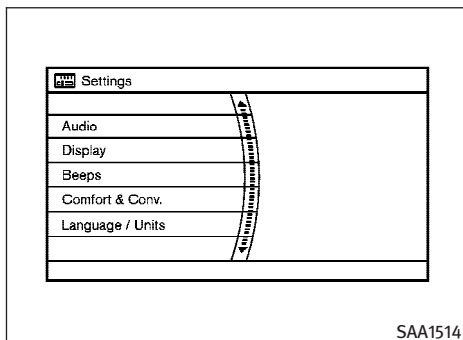 Settings
Audio
Display
Beeps
Comfort & Conv.
Language / Units
SAA1514